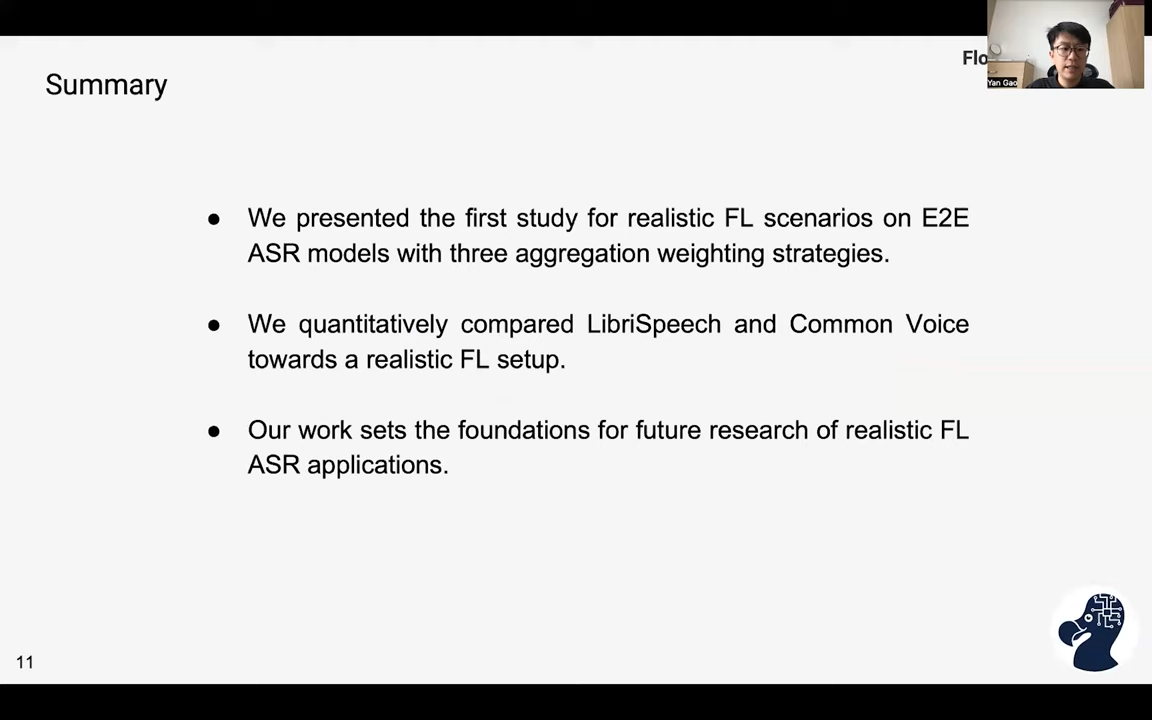 Summary
Flo
Yan Gao
● We presented the first study for realistic FL scenarios on E2E
ASR models with three aggregation weighting strategies.
● We quantitatively compared LibriSpeech and Common Voice
towards a realistic FL setup.
● Our work sets the foundations for future research of realistic FL
ASR applications.
11